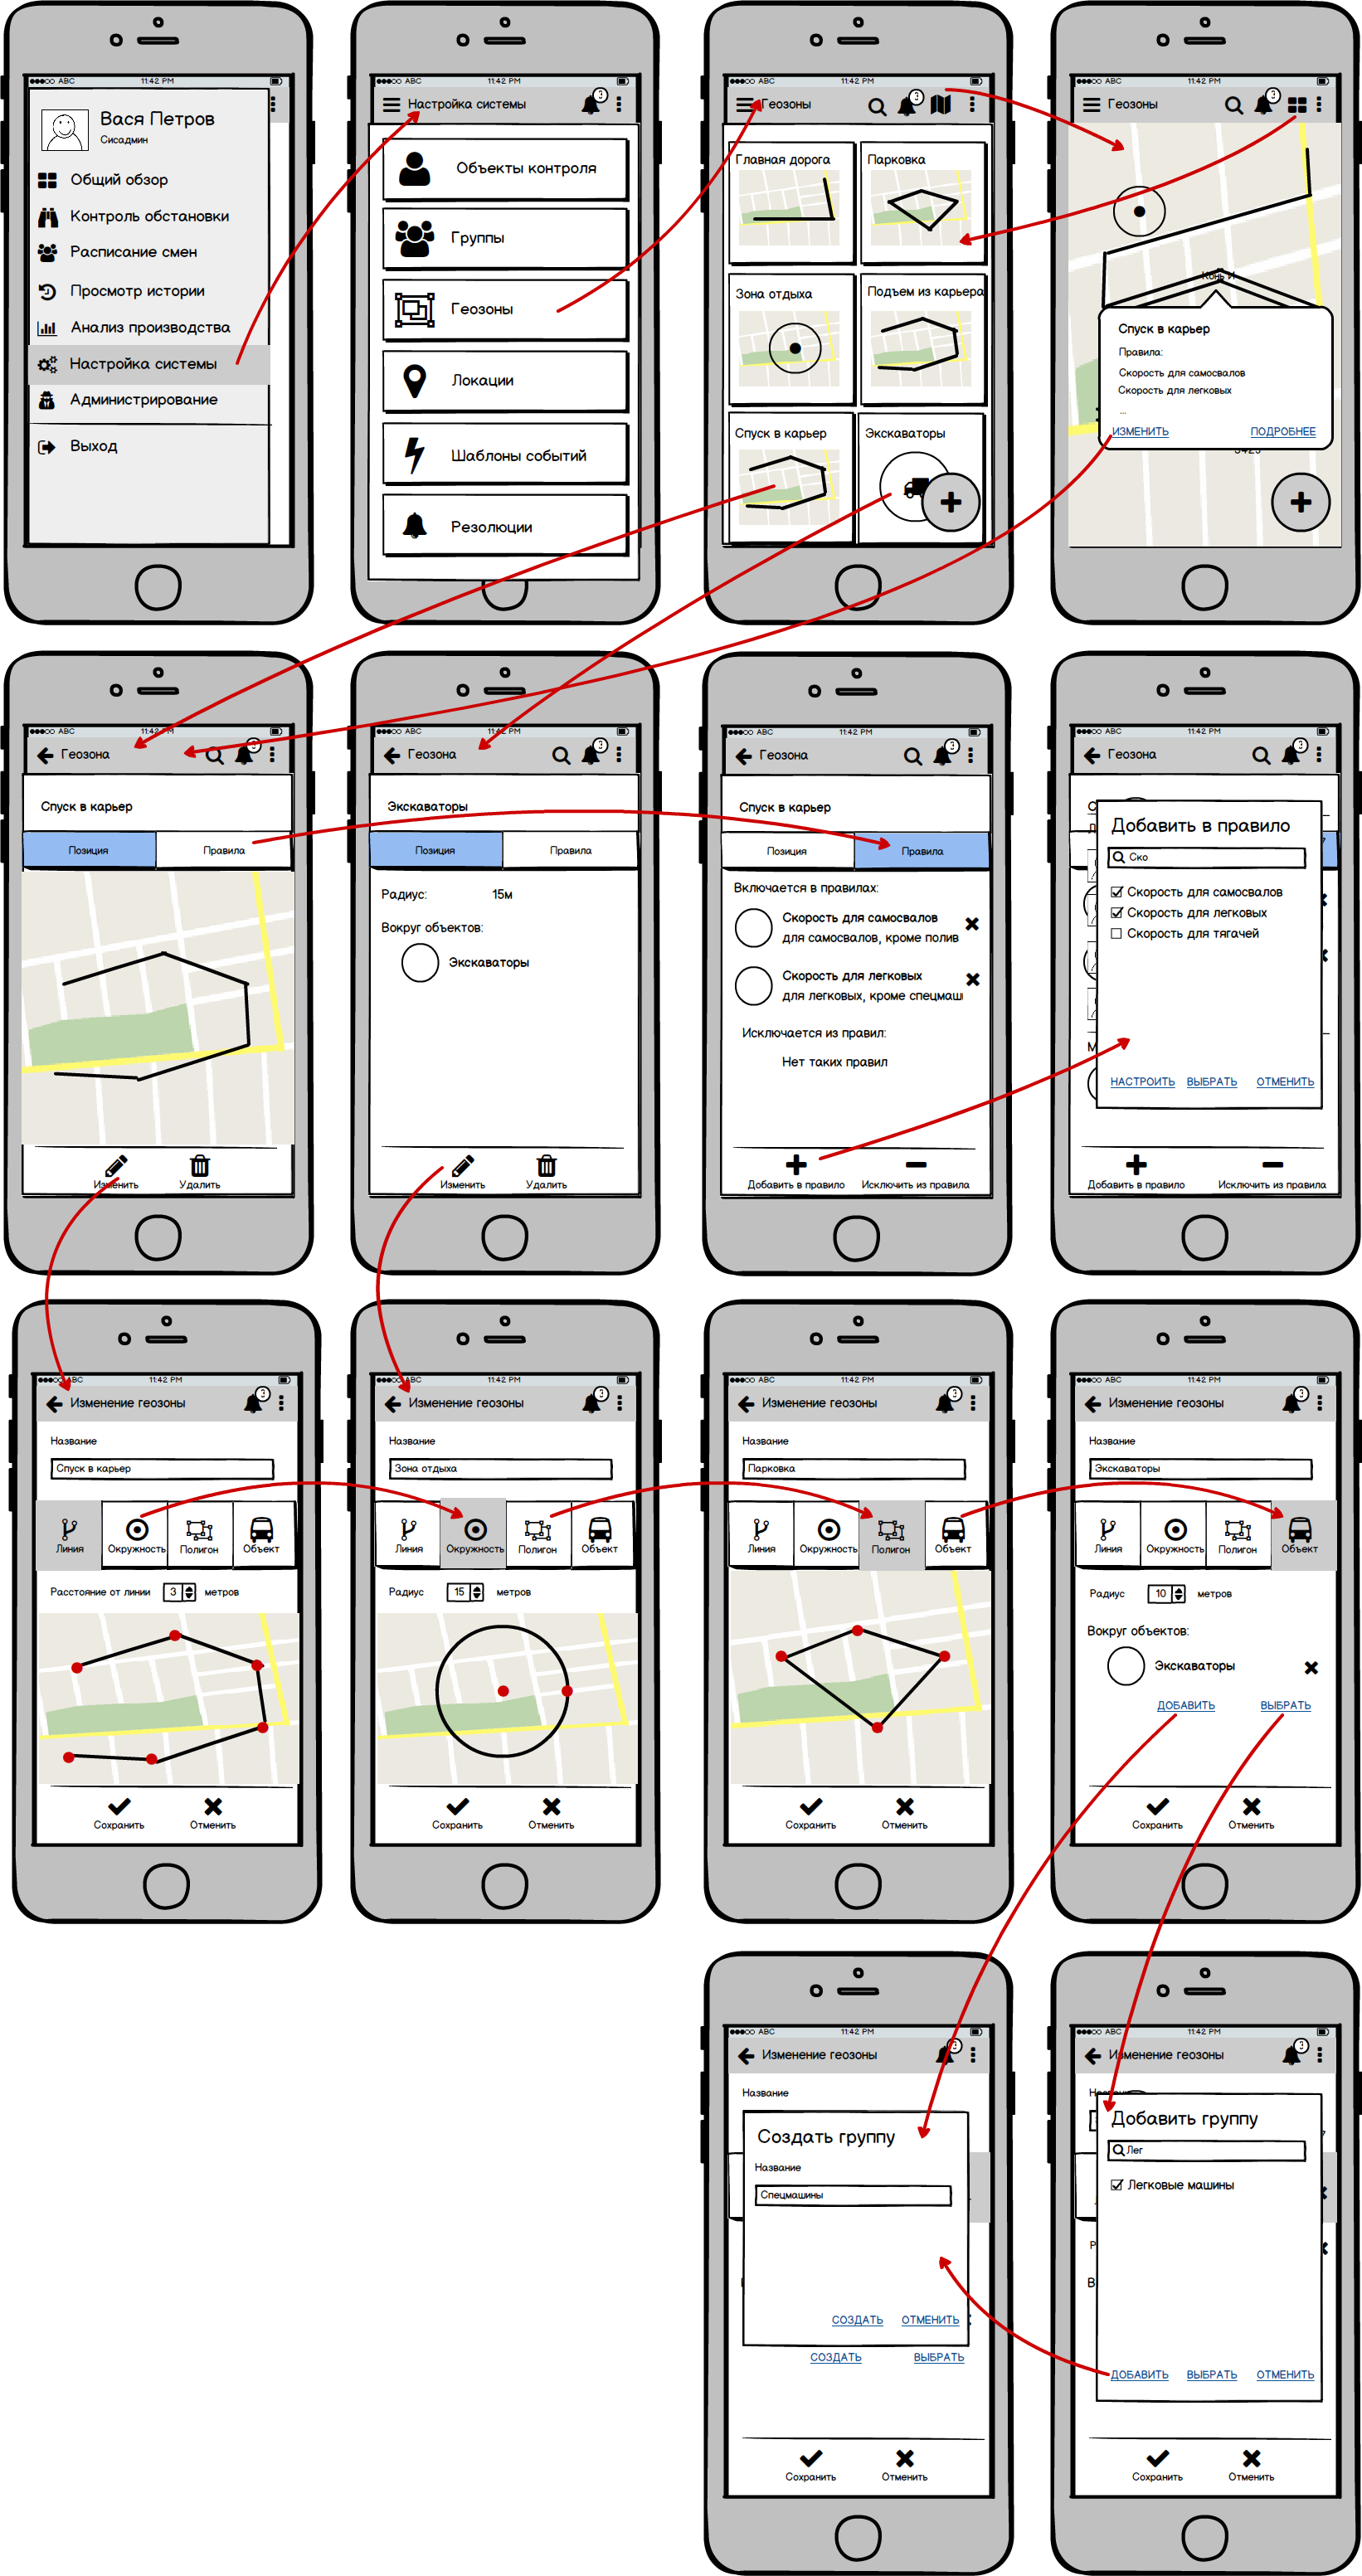 ABC 11:42 PM
Вася Петров
Сисадмин
Общий обзор
Контроль обстановки
Расписание смен
Просмотр истории
Анализ производства
Настройка системы
Администрирование
Выход
ABC 11:42 PM
Настройка системы 3
Объекты контроля
Группы
Геозоны
Локации
Шаблоны событий
Резолюции
ABC 11:42 PM
Геозоны 3
Главная дорога Парковка
Зона отдыха Подъем из карьера
Спуск в карьер Экскаваторы
ABC 11:42 PM
Геозоны 3
Спуск в карьер
Правила:
Скорость для самосвалов
Скорость для легковых
...
ИЗМЕНИТЬ ПОДРОБНЕЕ
ABC 11:42 PM
Геозона 3
Спуск в карьер
Позиция Правила
Изменить Удалить
ABC 11:42 PM
Геозона 3
Экскаваторы
Позиция Правила
Радиус: 15м
Вокруг объектов:
Экскаваторы
Изменить Удалить
ABC 11:42 PM
Геозона 3
Спуск в карьер
Позиция Правила
Включается в правилах:
Скорость для самосвалов
для самосвалов, кроме полив
Скорость для легковых
для легковых, кроме спецмаш
Исключается из правил:
Нет таких правил
Добавить в правило Исключить из правила
ABC 11:42 PM
Геозона 3
Добавить в правило
Ско
Скорость для самосвалов
Скорость для легковых
Скорость для тягачей
НАСТРОИТЬ ВЫБРАТЬ ОТМЕНИТЬ
Добавить в правило Исключить из правила
ABC 11:42 PM
Изменение геозоны 3
Название
Спуск в карьер
Линия Окружность Полигон Объект
Расстояние от линии 3 метров
Сохранить Отменить
ABC 11:42 PM
Изменение геозоны 3
Название
Зона отдыха
Линия Окружность Полигон Объект
Радиус 15 метров
Сохранить Отменить
ABC 11:42 PM
Изменение геозоны 3
Название
Парковка
Линия Окружность Полигон Объект
Сохранить Отменить
ABC 11:42 PM
Изменение геозоны 3
Название
Экскаваторы
Линия Окружность Полигон Объект
Радиус 10 метров
Вокруг объектов:
Экскаваторы
ДОБАВИТЬ ВЫБРАТЬ
Сохранить Отменить
ABC 11:42 PM
Изменение геозоны 3
Название
Создать группу
Название
Спецмашины
СОЗДАТЬ ОТМЕНИТЬ
СОЗДАТЬ ВЫБРАТЬ
Сохранить Отменить
ABC 11:42 PM
Изменение геозоны 3
Добавить группу
Лег
Легковые машины
ДОБАВИТЬ ВЫБРАТЬ ОТМЕНИТЬ
Сохранить Отменить